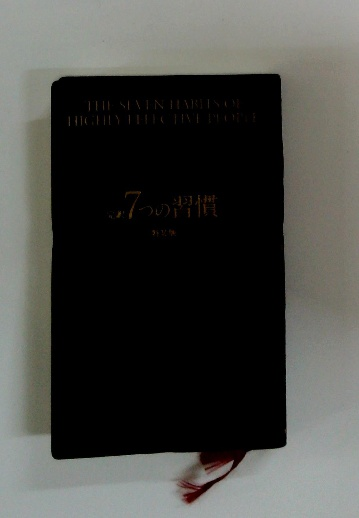 THE SEVEN HABITS OF
HIGHLY EFFECTIVE PEOPLE
7つの習慣